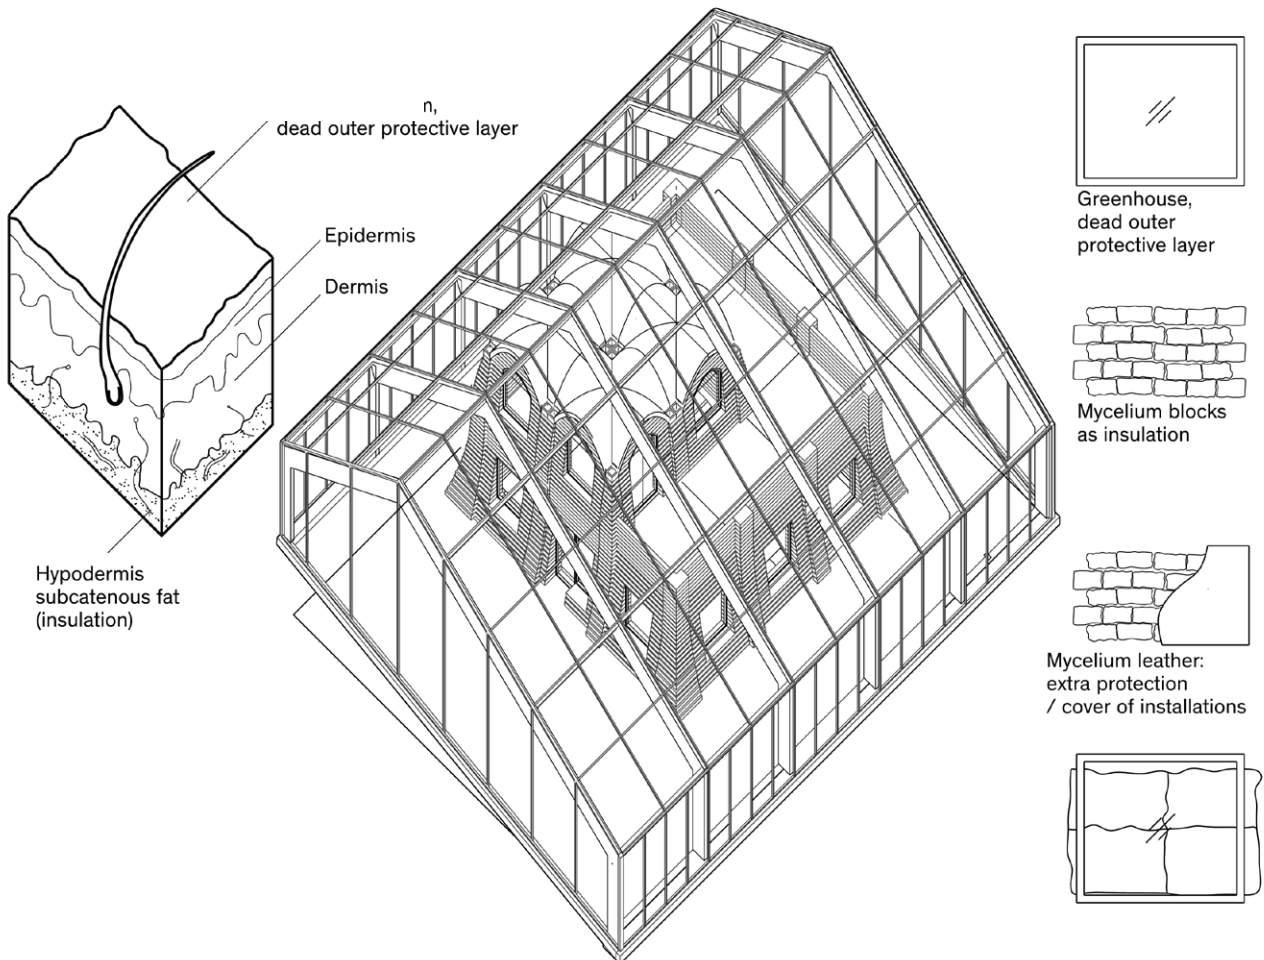 n,
dead outer protective layer
Epidermis
Dermis
Hypodermis
subcatenous fat
(insulation)
Greenhouse,
dead outer
protective layer
Mycelium blocks
as insulation
Mycelium leather:
extra protection
/ cover of installations